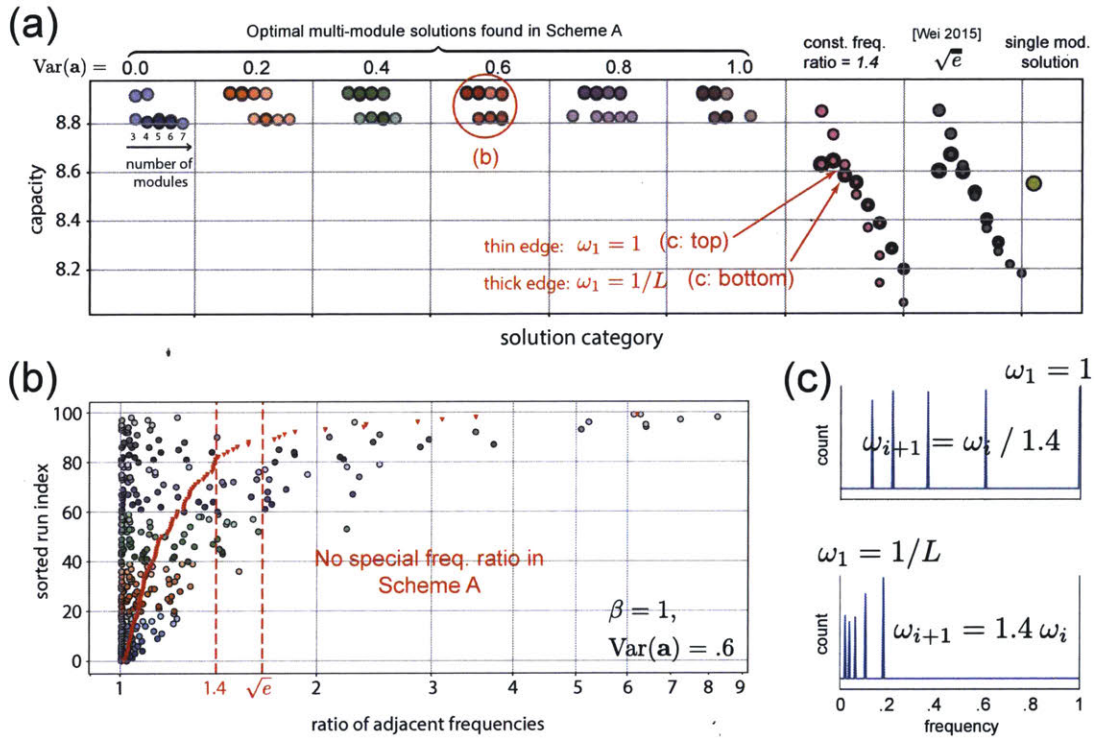 (a)
Optimal multi-module solutions found in Scheme A
const. freq.
ratio = 1.4
[Wei 2015]
√e
single mod.
solution
Var(a) = 0.0 0.2 0.4 0.6 0.8 1.0
8.8
8.6
8.4
8.2
capacity
3 4 5 6 7
number of
modules
(b)
thin edge: ω₁ = 1 (c: top)
thick edge: ω₁ = 1/L (c: bottom)
solution category
(b)
100
80
60
40
20
0
sorted run index
No special freq. ratio in
Scheme A
β = 1,
Var(a) = .6
1 1.4 √e 2 3 4 5 6 7 8 9
ratio of adjacent frequencies
(c)
ω₁ = 1
count
ωᵢ₊₁ = ωᵢ / 1.4
ω₁ = 1/L
count
ωᵢ₊₁ = 1.4 ωᵢ
0 .2 .4 .6 .8 1
frequency